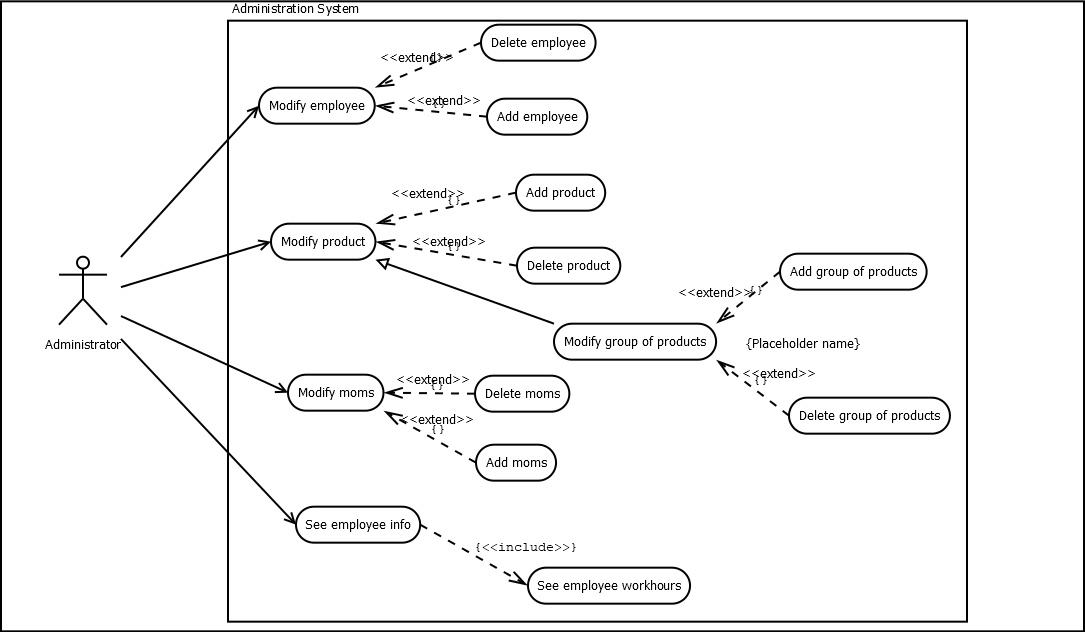 Administration System
Delete employee
<<extend>>
{}
Modify employee
<<extend>>
{}
Add employee
<<extend>>
{}
Add product
Modify product
<<extend>>
{}
Delete product
Add group of products
<<extend>>
{}
Administrator
Modify group of products
{Placeholder name}
<<extend>>
{}
Modify moms
<<extend>>
{}
Delete moms
Delete group of products
<<extend>>
{}
Add moms
See employee info
{<<include>>}
See employee workhours